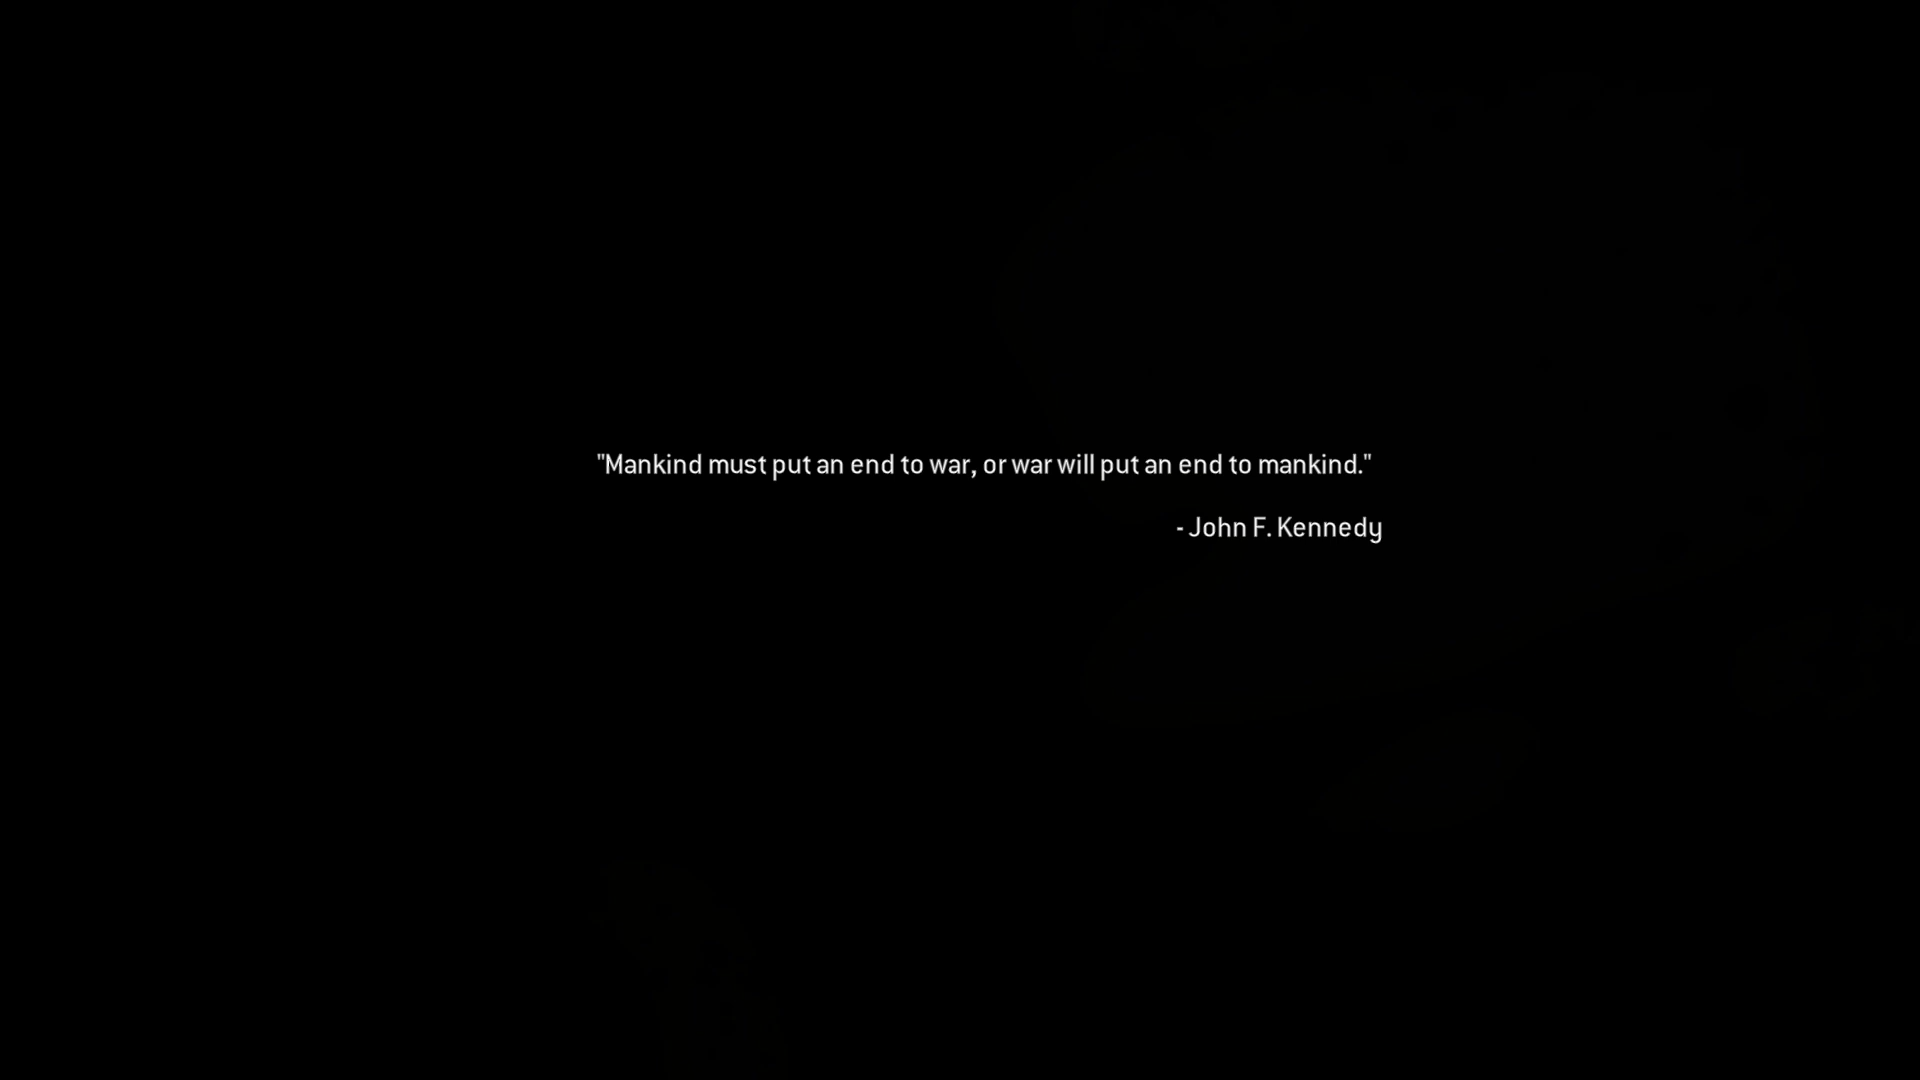 "Mankind must put an end to war, or war will put an end to mankind."
- John F. Kennedy